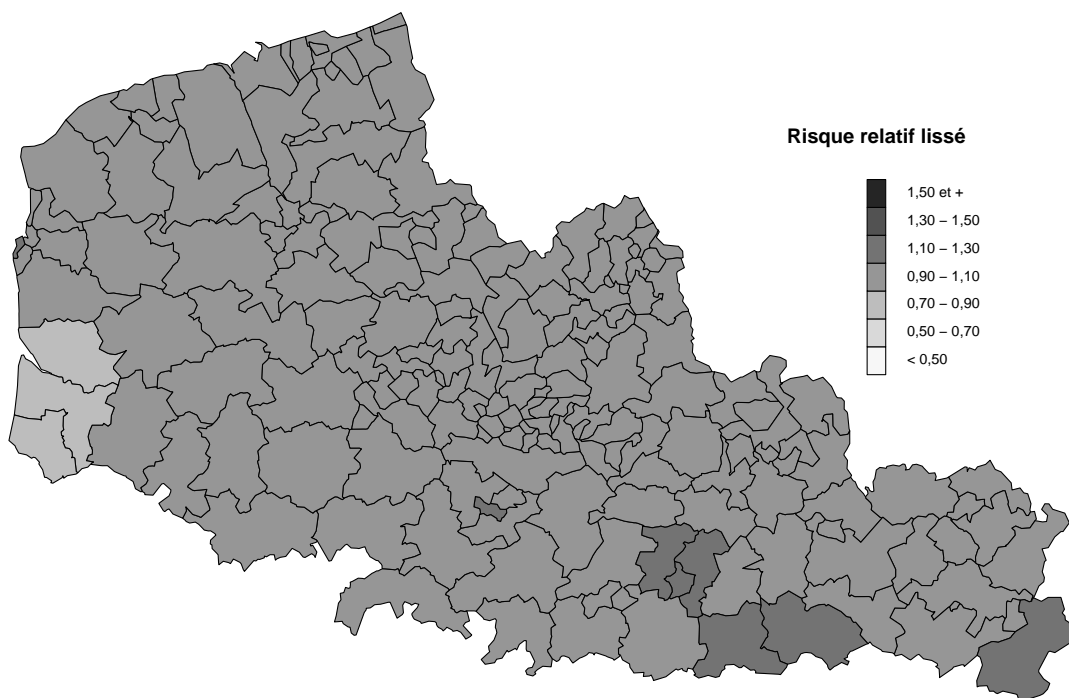 Risque relatif lissé
1,50 et +
1,30 – 1,50
1,10 – 1,30
0,90 – 1,10
0,70 – 0,90
0,50 – 0,70
< 0,50